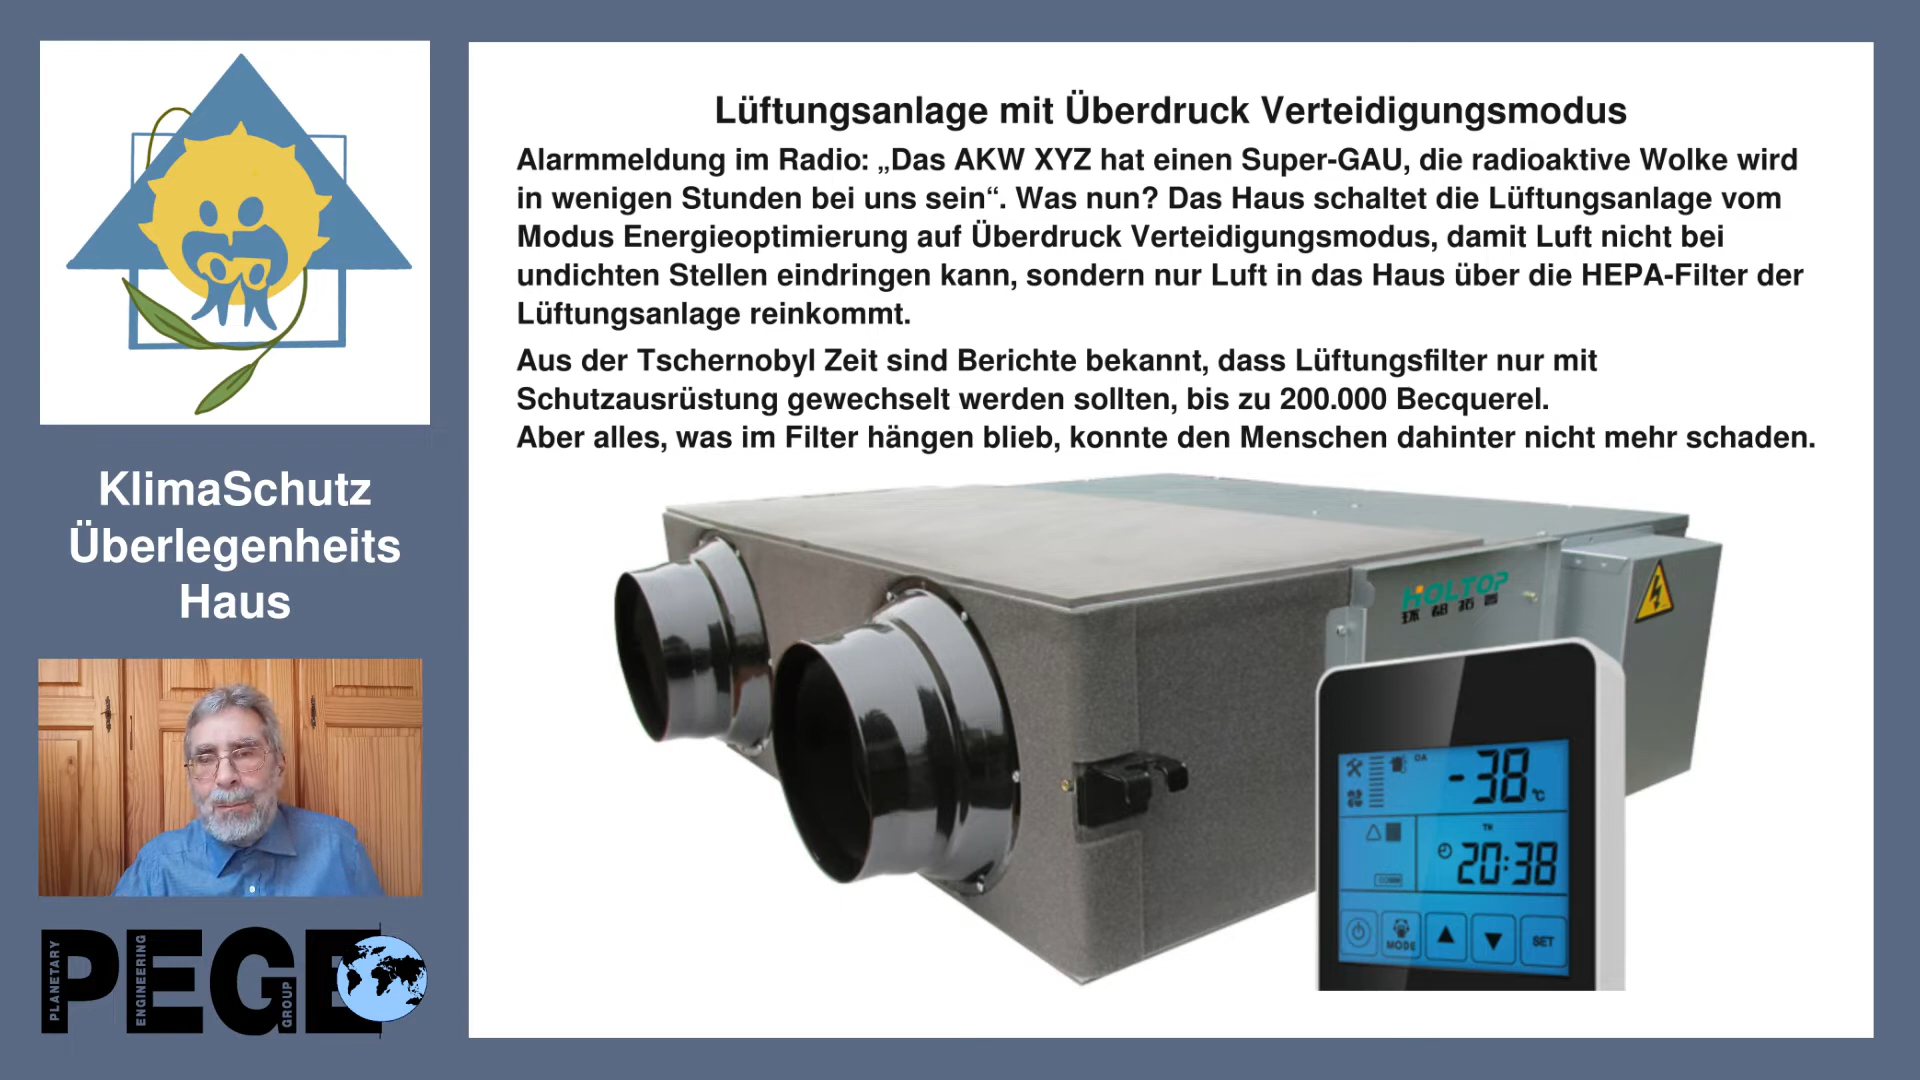 KlimaSchutz
Überlegenheits
Haus
PLANETARY
ENGINEERING
GROUP
PEGE
Lüftungsanlage mit Überdruck Verteidigungsmodus
Alarmmeldung im Radio: „Das AKW XYZ hat einen Super-GAU, die radioaktive Wolke wird
in wenigen Stunden bei uns sein“. Was nun? Das Haus schaltet die Lüftungsanlage vom
Modus Energieoptimierung auf Überdruck Verteidigungsmodus, damit Luft nicht bei
undichten Stellen eindringen kann, sondern nur Luft in das Haus über die HEPA-Filter der
Lüftungsanlage reinkommt.
Aus der Tschernobyl Zeit sind Berichte bekannt, dass Lüftungsfilter nur mit
Schutzausrüstung gewechselt werden sollten, bis zu 200.000 Becquerel.
Aber alles, was im Filter hängen blieb, konnte den Menschen dahinter nicht mehr schaden.
HOLTOP
OA
-38 °C
TR
20:38
MODE
SET